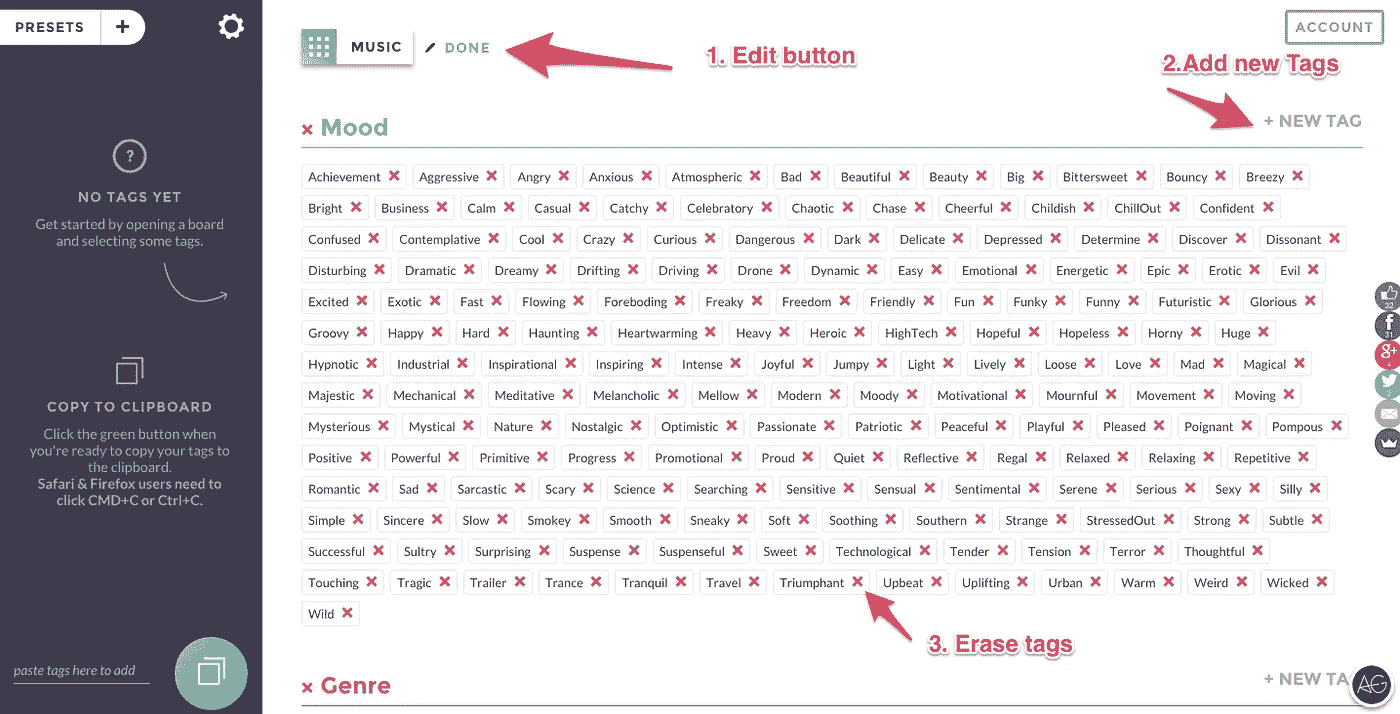 PRESETS +
MUSIC DONE
1. Edit button
ACCOUNT
2.Add new Tags
× Mood
+ NEW TAG
?
NO TAGS YET
Get started by opening a board
and selecting some tags.
Achievement × Aggressive × Angry × Anxious × Atmospheric × Bad × Beautiful × Beauty × Big × Bittersweet × Bouncy × Breezy ×
Bright × Business × Calm × Casual × Catchy × Celebratory × Chaotic × Chase × Cheerful × Childish × ChillOut × Confident ×
Confused × Contemplative × Cool × Crazy × Curious × Dangerous × Dark × Delicate × Depressed × Determine × Discover × Dissonant ×
Disturbing × Dramatic × Dreamy × Drifting × Driving × Drone × Dynamic × Easy × Emotional × Energetic × Epic × Erotic × Evil ×
Excited × Exotic × Fast × Flowing × Foreboding × Freaky × Freedom × Friendly × Fun × Funky × Funny × Futuristic × Glorious ×
Groovy × Happy × Hard × Haunting × Heartwarming × Heavy × Heroic × HighTech × Hopeful × Hopeless × Horny × Huge ×
Hypnotic × Industrial × Inspirational × Inspiring × Intense × Joyful × Jumpy × Light × Lively × Loose × Love × Mad × Magical ×
Majestic × Mechanical × Meditative × Melancholic × Mellow × Modern × Moody × Motivational × Mournful × Movement × Moving ×
Mysterious × Mystical × Nature × Nostalgic × Optimistic × Passionate × Patriotic × Peaceful × Playful × Pleased × Poignant × Pompous ×
Positive × Powerful × Primitive × Progress × Promotional × Proud × Quiet × Reflective × Regal × Relaxed × Relaxing × Repetitive ×
Romantic × Sad × Sarcastic × Scary × Science × Searching × Sensitive × Sensual × Sentimental × Serene × Serious × Sexy × Silly ×
Simple × Sincere × Slow × Smokey × Smooth × Sneaky × Soft × Soothing × Southern × Strange × StressedOut × Strong × Subtle ×
Successful × Sultry × Surprising × Suspense × Suspenseful × Sweet × Technological × Tender × Tension × Terror × Thoughtful ×
Touching × Tragic × Trailer × Trance × Tranquil × Travel × Triumphant × Upbeat × Uplifting × Urban × Warm × Weird × Wicked ×
Wild ×
3. Erase tags
COPY TO CLIPBOARD
Click the green button when
you're ready to copy your tags to
the clipboard.
Safari & Firefox users need to
click CMD+C or Ctrl+C.
paste tags here to add
× Genre
+ NEW TA
32
f
31
g+
AG